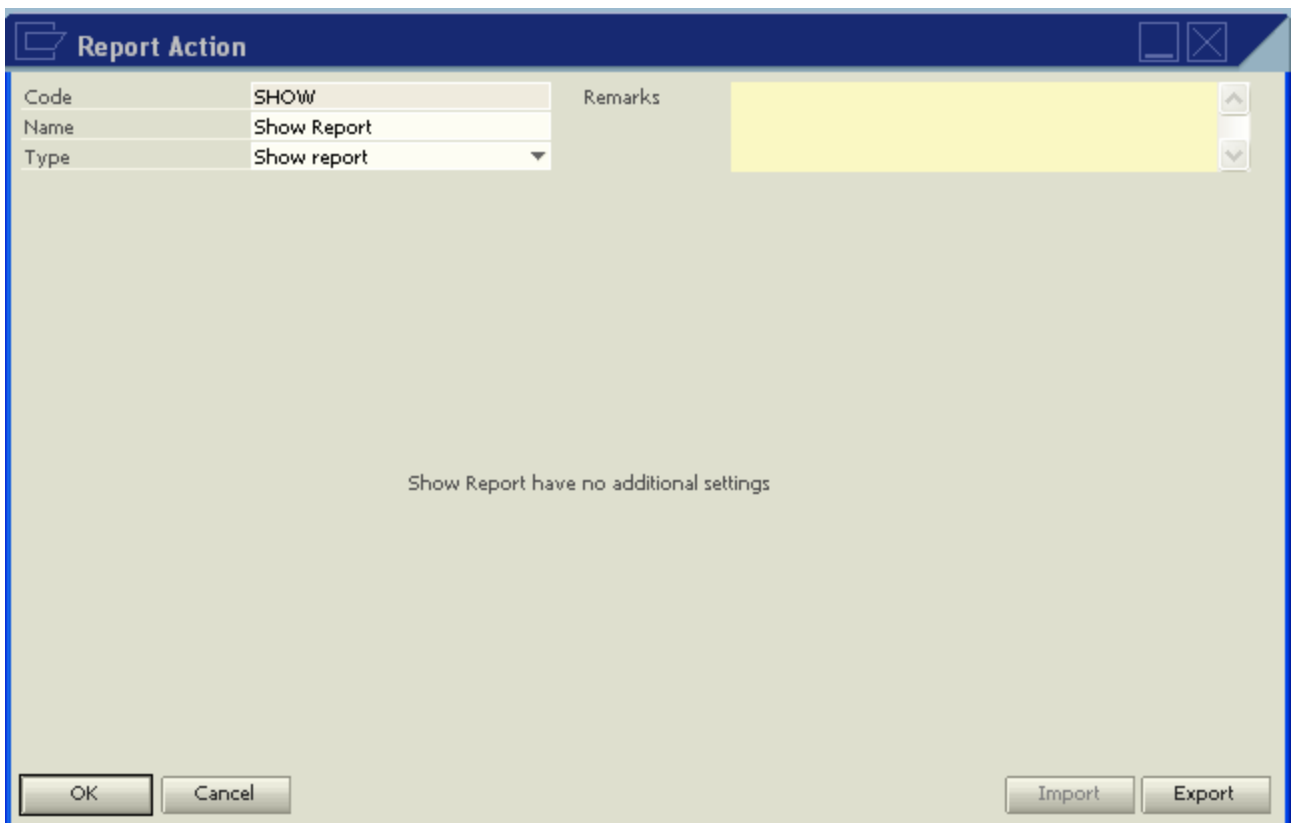 Report Action
Code SHOW Remarks
Name Show Report
Type Show report
Show Report have no additional settings
OK Cancel Import Export